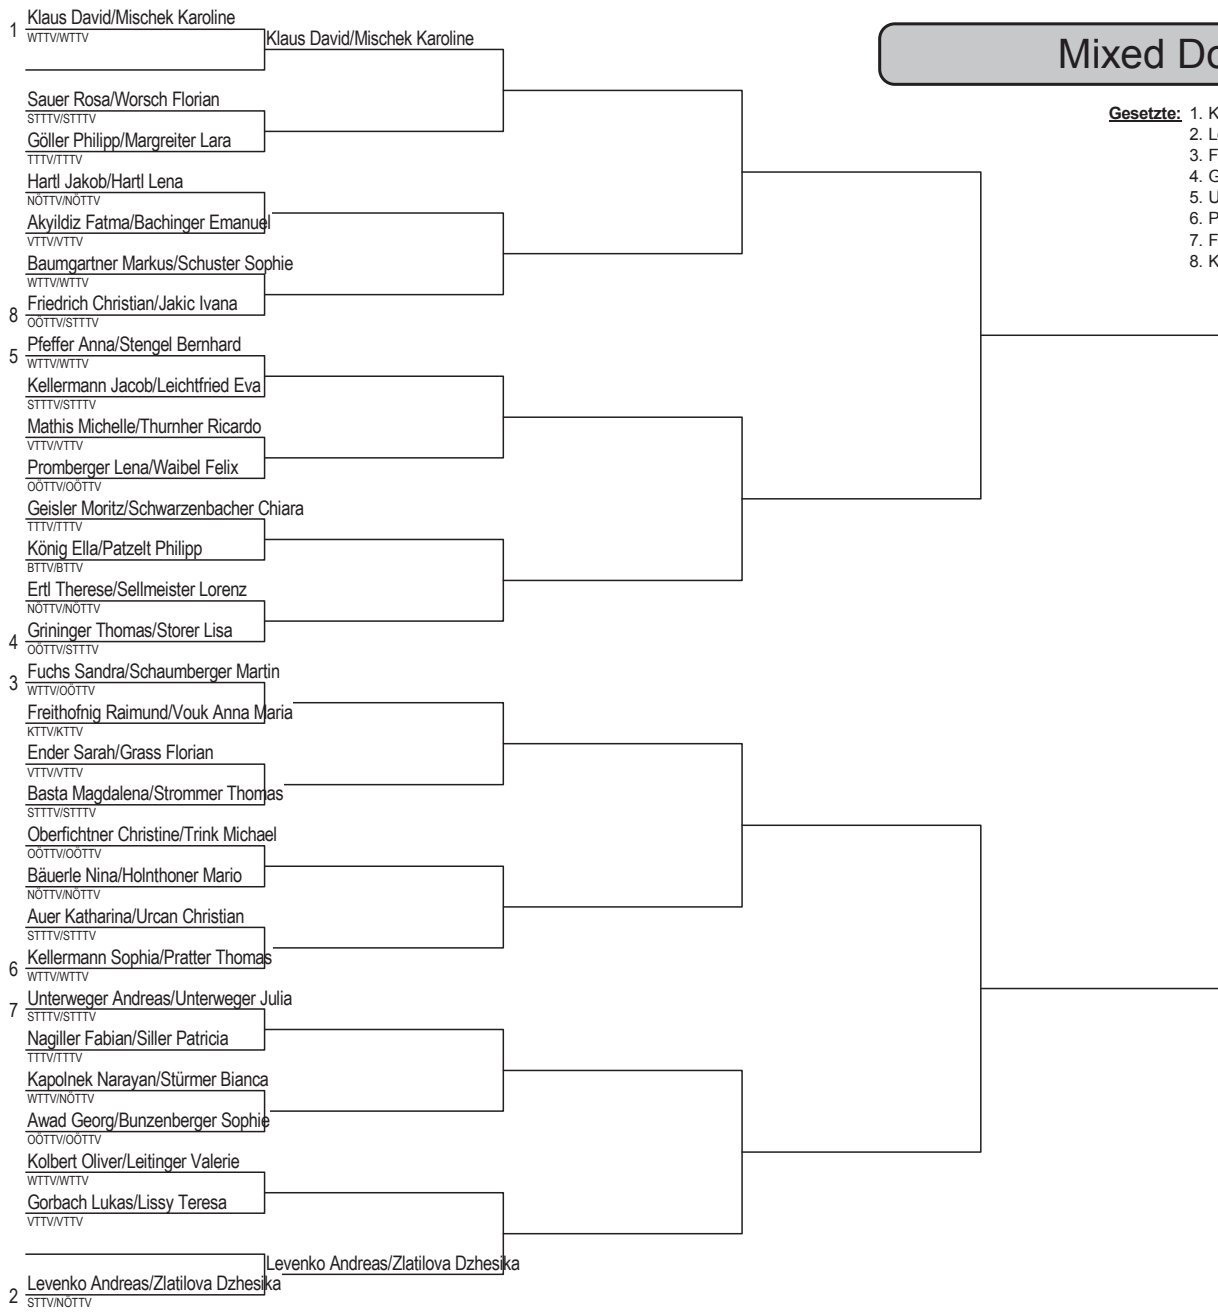 Klaus David/Mischek Karoline
1
WTTV/WTTV
Klaus David/Mischek Karoline
Mixed Do
Gesetzte: 1. K
2. L
3. F
4. G
5. U
6. P
7. F
8. K
Sauer Rosa/Worsch Florian
STTTV/STTTV
Göller Philipp/Margreiter Lara
TTTV/TTTV
Hartl Jakob/Hartl Lena
NÖTTV/NÖTTV
Akyildiz Fatma/Bachinger Emanuel
VTTV/VTTV
Baumgartner Markus/Schuster Sophie
WTTV/WTTV
Friedrich Christian/Jakic Ivana
8
OÖTTV/STTTV
Pfeffer Anna/Stengel Bernhard
5
WTTV/WTTV
Kellermann Jacob/Leichtfried Eva
STTTV/STTTV
Mathis Michelle/Thurnher Ricardo
VTTV/VTTV
Promberger Lena/Waibel Felix
OÖTTV/OÖTTV
Geisler Moritz/Schwarzenbacher Chiara
TTTV/TTTV
König Ella/Patzelt Philipp
BTTV/BTTV
Ertl Therese/Sellmeister Lorenz
NÖTTV/NÖTTV
Grininger Thomas/Storer Lisa
4
OÖTTV/STTTV
Fuchs Sandra/Schaumberger Martin
3
WTTV/OÖTTV
Freithofnig Raimund/Vouk Anna Maria
KTTV/KTTV
Ender Sarah/Grass Florian
VTTV/VTTV
Basta Magdalena/Strommer Thomas
STTTV/STTTV
Oberfichtner Christine/Trink Michael
OÖTTV/OÖTTV
Bäuerle Nina/Holnthoner Mario
NÖTTV/NÖTTV
Auer Katharina/Urcan Christian
STTTV/STTTV
Kellermann Sophia/Pratter Thomas
6
WTTV/WTTV
Unterweger Andreas/Unterweger Julia
7
STTTV/STTTV
Nagiller Fabian/Siller Patricia
TTTV/TTTV
Kapolnek Narayan/Stürmer Bianca
WTTV/NÖTTV
Awad Georg/Bunzenberger Sophie
OÖTTV/OÖTTV
Kolbert Oliver/Leitinger Valerie
WTTV/WTTV
Gorbach Lukas/Lissy Teresa
VTTV/VTTV
Levenko Andreas/Zlatilova Dzhesika
Levenko Andreas/Zlatilova Dzhesika
2
STTV/NÖTTV